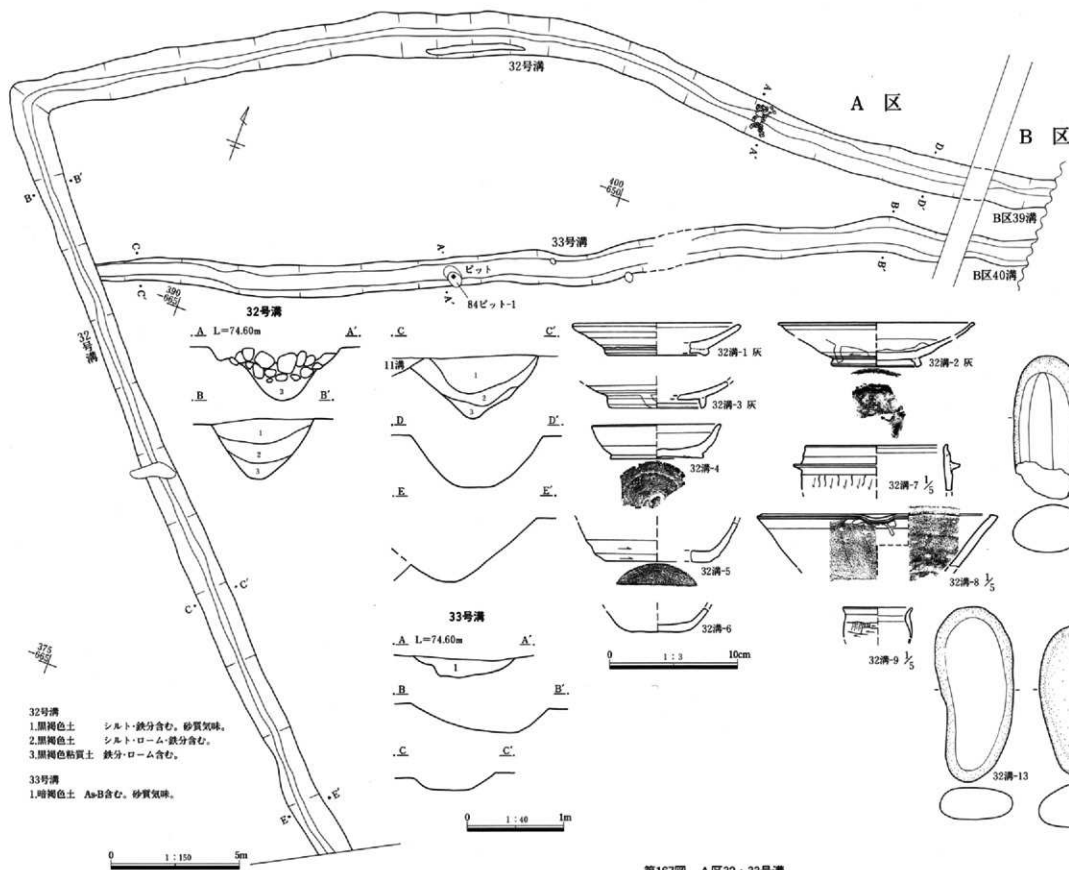 32号溝
A 区
B 区
A
A'
D
D'
B
B'
B
B'
400
-650
B区39溝
33号溝
B区40溝
C
C'
A
A'
ピット
84ピット-1
390
-665
32号溝
32号溝
A L=74.60m A'
3
B B'
1
2
3
C C'
11溝
1
2
3
D D'
E E'
33号溝
A L=74.60m A'
1
B B'
C C'
0 1:40 1m
32溝-1 灰
32溝-2 灰
32溝-3 灰
32溝-4
32溝-7 1/5
32溝-5
32溝-8 1/5
32溝-6
32溝-9 1/5
0 1:3 10cm
32溝-13
C
C'
375
-665
E
E'
32号溝
1.黒褐色土 シルト・鉄分含む。砂質気味。
2.黒褐色土 シルト・ローム・鉄分含む。
3.黒褐色粘質土 鉄分・ローム含む。
33号溝
1.暗褐色土 As-B含む。砂質気味。
0 1:150 5m